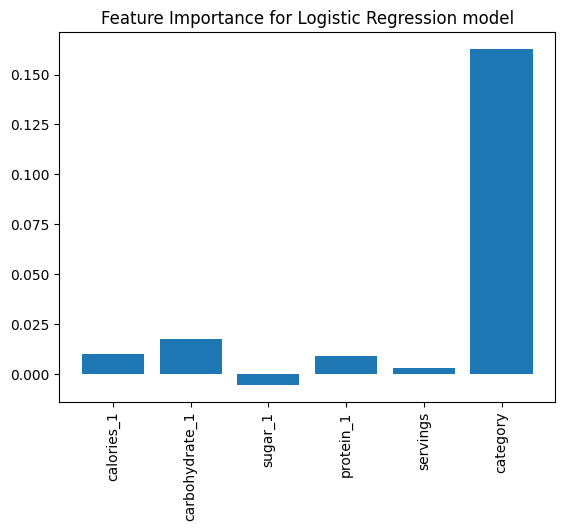 Feature Importance for Logistic Regression model
0.150
0.125
0.100
0.075
0.050
0.025
0.000
calories_1
carbohydrate_1
sugar_1
protein_1
servings
category